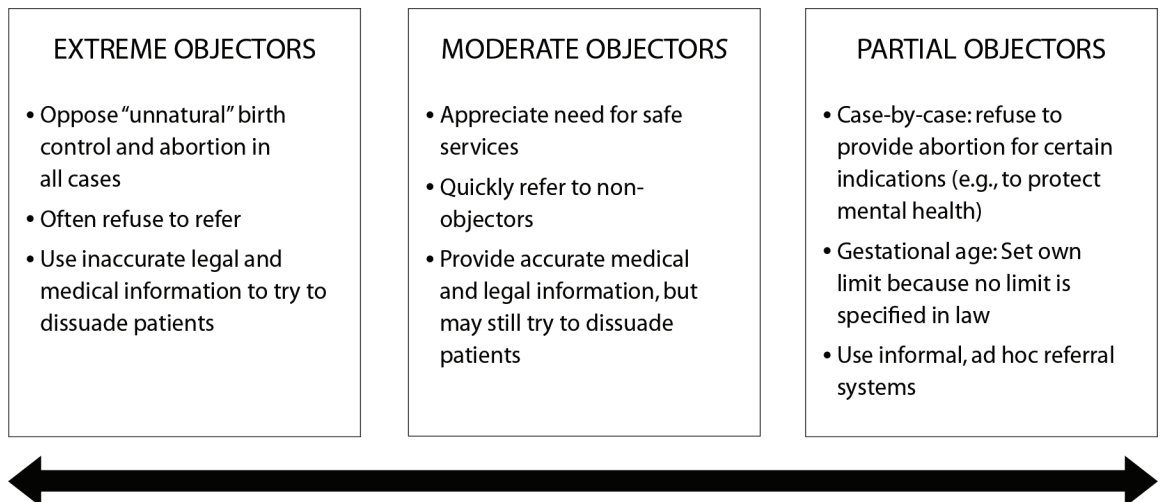 EXTREME OBJECTORS
• Oppose “unnatural” birth
control and abortion in
all cases
• Often refuse to refer
• Use inaccurate legal and
medical information to try to
dissuade patients
MODERATE OBJECTORS
• Appreciate need for safe
services
• Quickly refer to non-
objectors
• Provide accurate medical
and legal information, but
may still try to dissuade
patients
PARTIAL OBJECTORS
• Case-by-case: refuse to
provide abortion for certain
indications (e.g., to protect
mental health)
• Gestational age: Set own
limit because no limit is
specified in law
• Use informal, ad hoc referral
systems